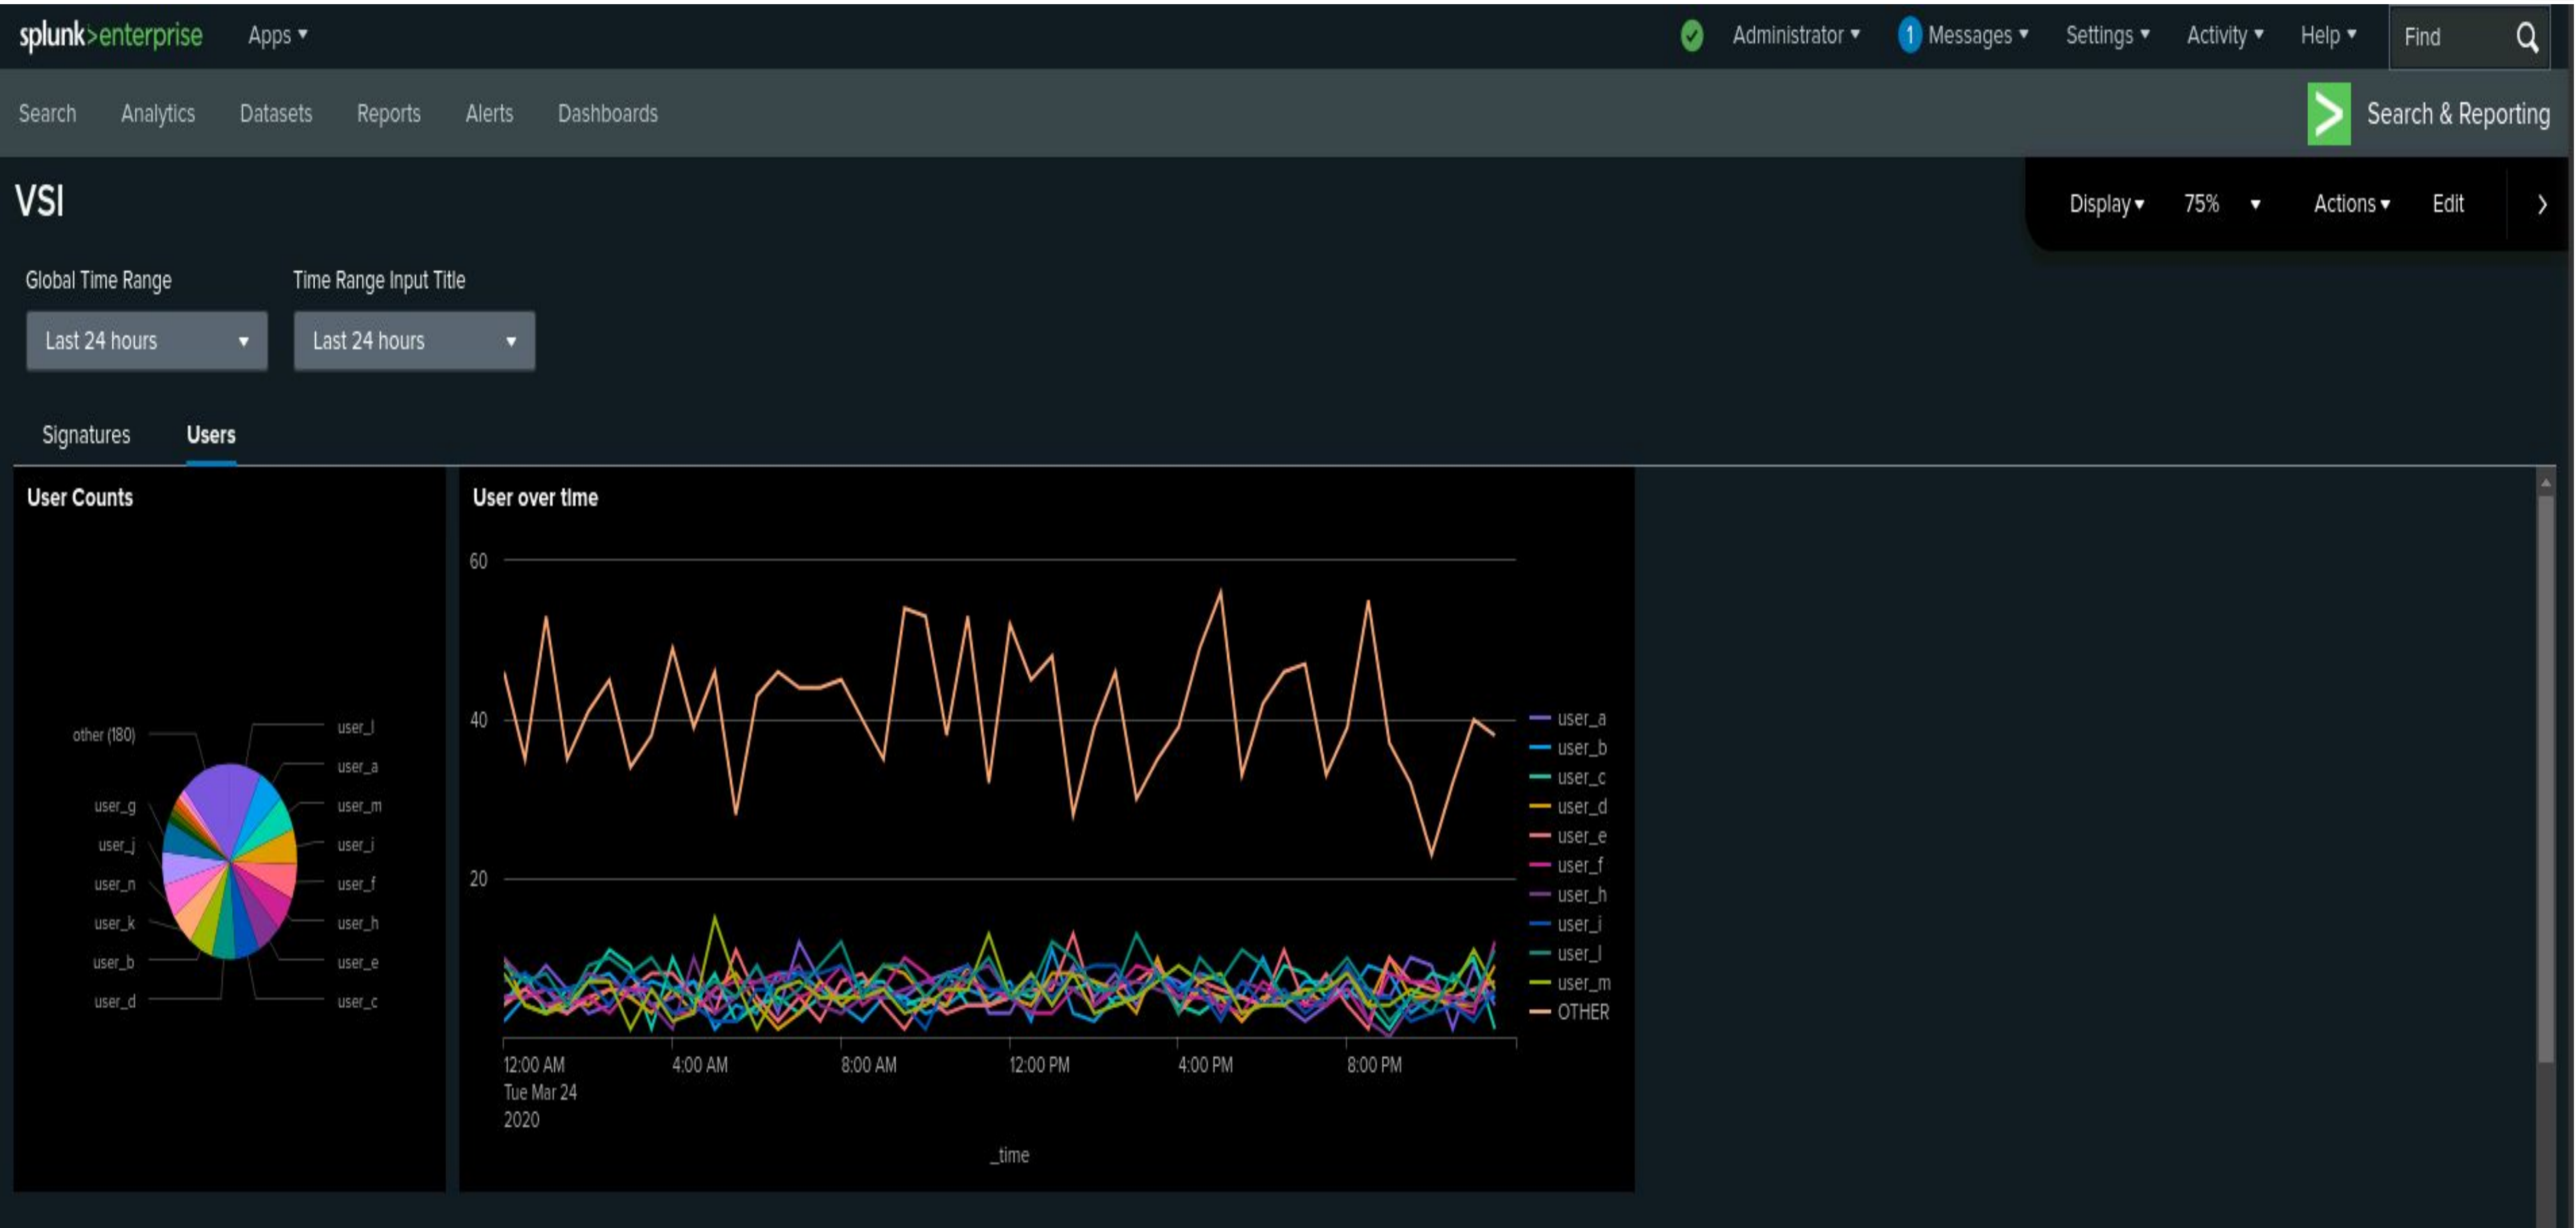 splunk>enterprise Apps ▾ Administrator ▾ 1 Messages ▾ Settings ▾ Activity ▾ Help ▾ Find
Search Analytics Datasets Reports Alerts Dashboards > Search & Reporting
VSI
Display ▾ 75% ▾ Actions ▾ Edit >
Global Time Range Time Range Input Title
Last 24 hours ▾ Last 24 hours ▾
Signatures Users
User Counts
other (180)
user_g
user_j
user_n
user_k
user_b
user_d
user_l
user_a
user_m
user_i
user_f
user_h
user_e
user_c
User over time
60
40
20
12:00 AM 4:00 AM 8:00 AM 12:00 PM 4:00 PM 8:00 PM
Tue Mar 24
2020
_time
user_a
user_b
user_c
user_d
user_e
user_f
user_h
user_i
user_l
user_m
OTHER